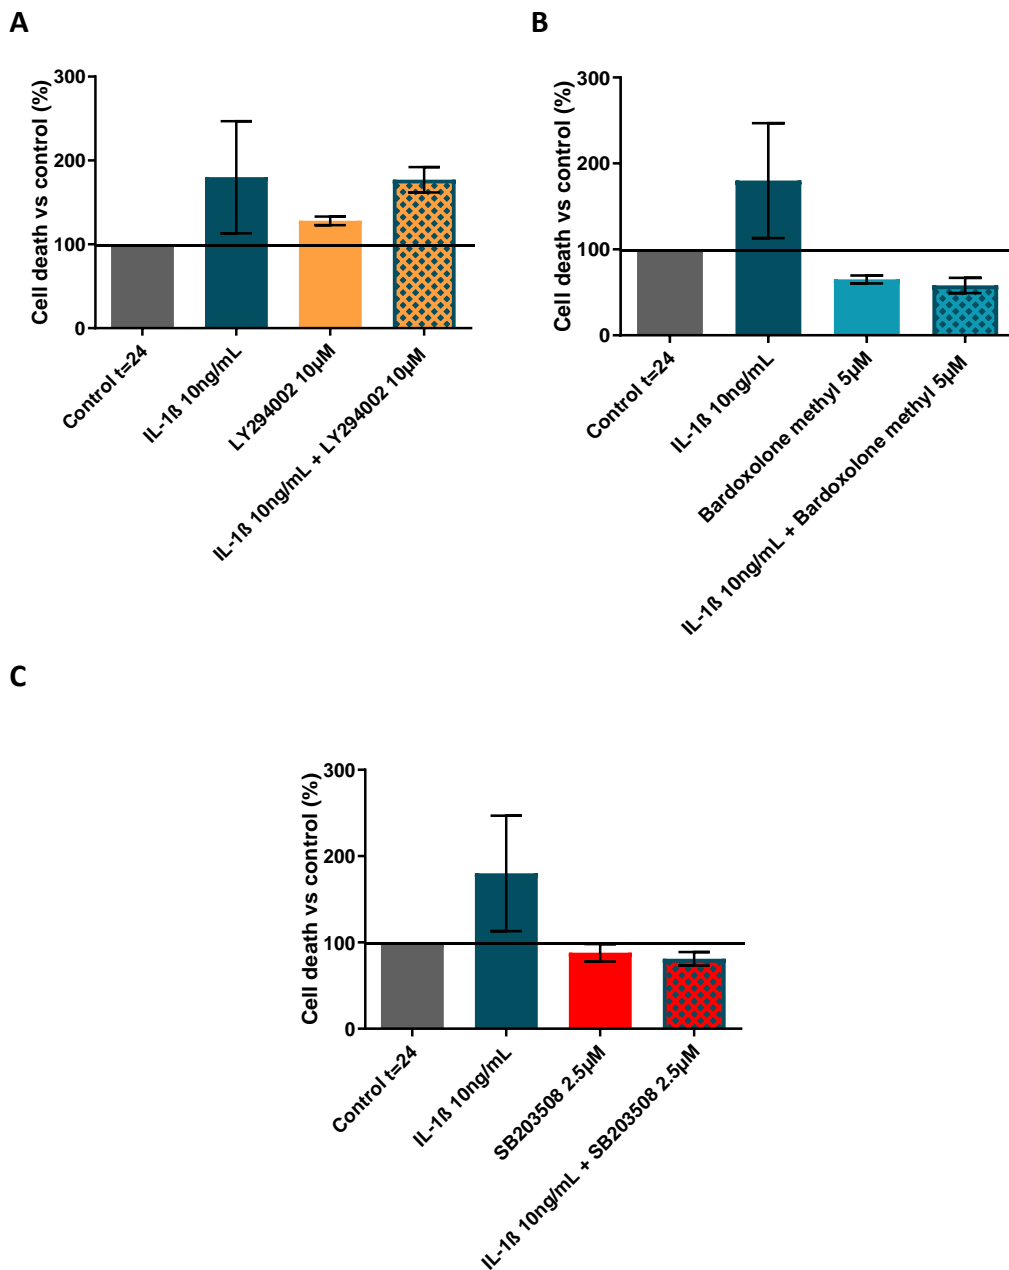 A
Cell death vs control (%)
300
200
100
0
Control t=24
IL-1ß 10ng/mL
LY294002 10µM
IL-1ß 10ng/mL + LY294002 10µM
B
Cell death vs control (%)
300
200
100
0
Control t=24
IL-1ß 10ng/mL
Bardoxolone methyl 5µM
IL-1ß 10ng/mL + Bardoxolone methyl 5µM
C
Cell death vs control (%)
300
200
100
0
Control t=24
IL-1ß 10ng/mL
SB203508 2.5µM
IL-1ß 10ng/mL + SB203508 2.5µM